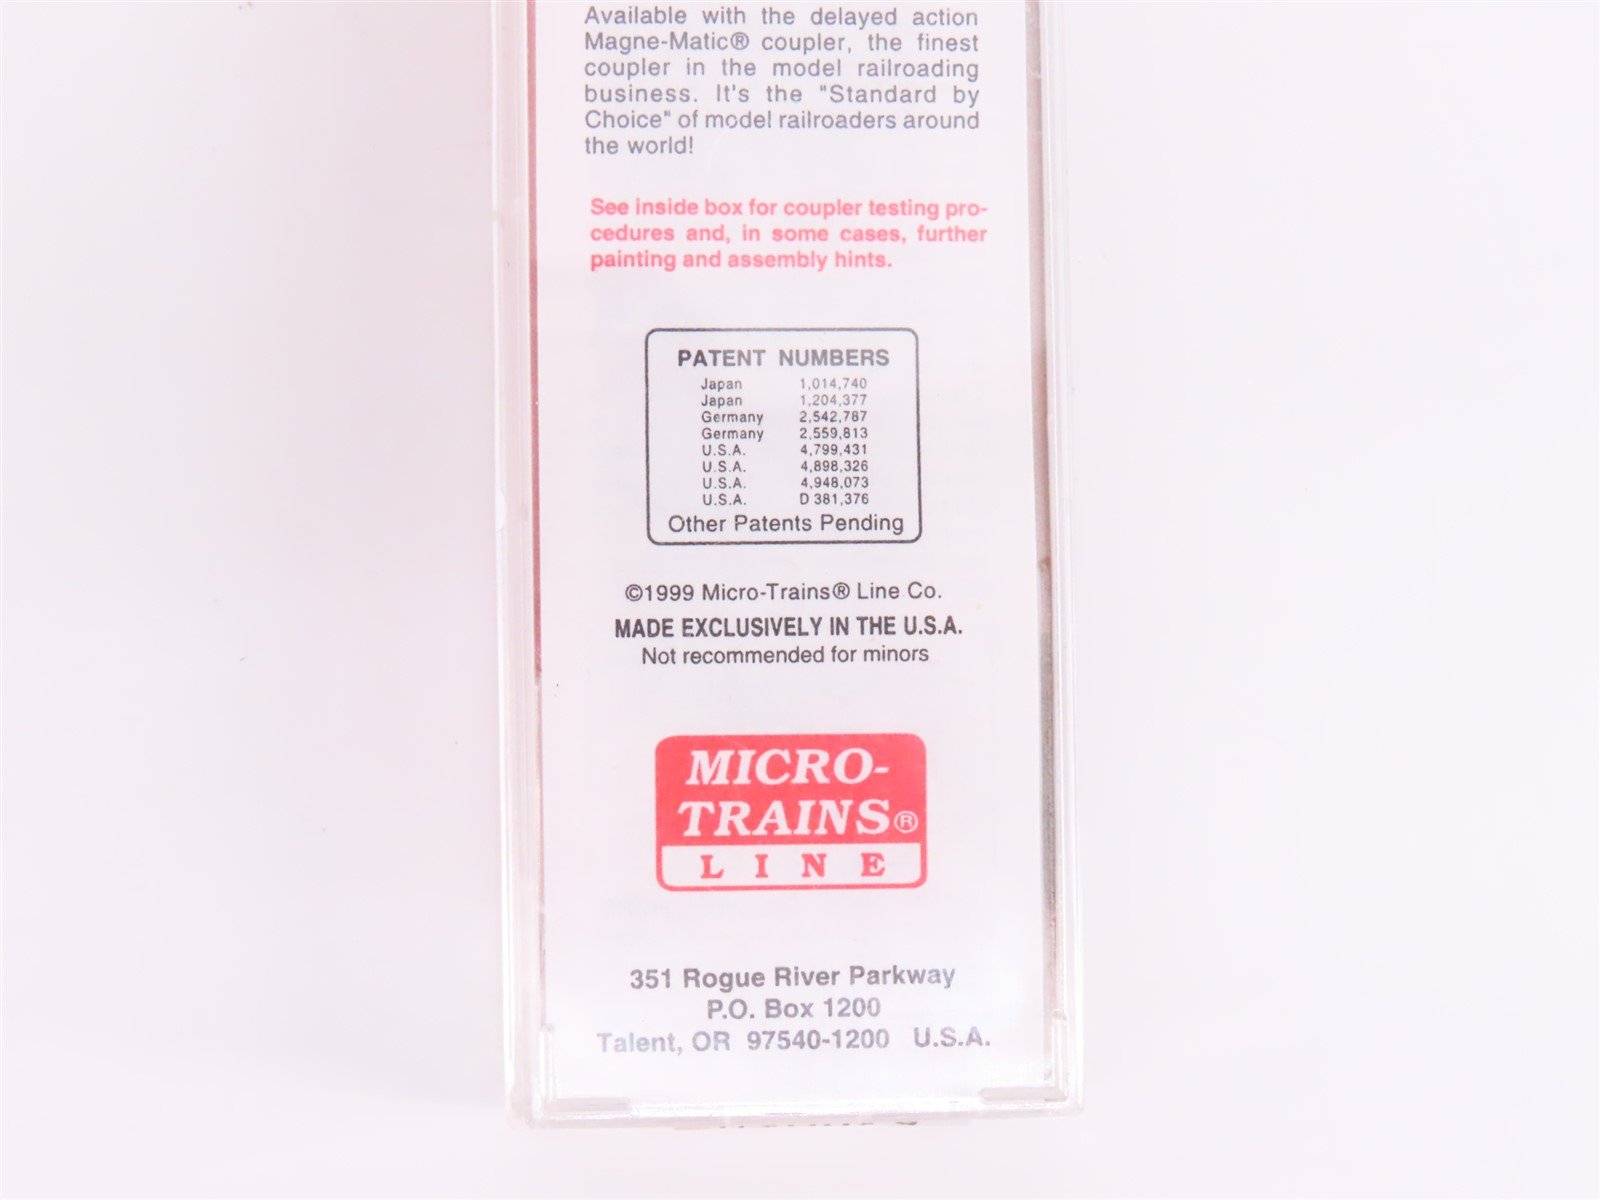 Available with the delayed action
Magne-Matic® coupler, the finest
coupler in the model railroading
business. It's the "Standard by
Choice" of model railroaders around
the world!
See inside box for coupler testing pro-
cedures and, in some cases, further
painting and assembly hints.
PATENT NUMBERS
Japan 1,014,740
Japan 1,204,377
Germany 2,542,787
Germany 2,559,813
U.S.A. 4,799,431
U.S.A. 4,898,326
U.S.A. 4,948,073
U.S.A. D 381,376
Other Patents Pending
©1999 Micro-Trains® Line Co.
MADE EXCLUSIVELY IN THE U.S.A.
Not recommended for minors
MICRO-
TRAINS®
LINE
351 Rogue River Parkway
P.O. Box 1200
Talent, OR 97540-1200 U.S.A.